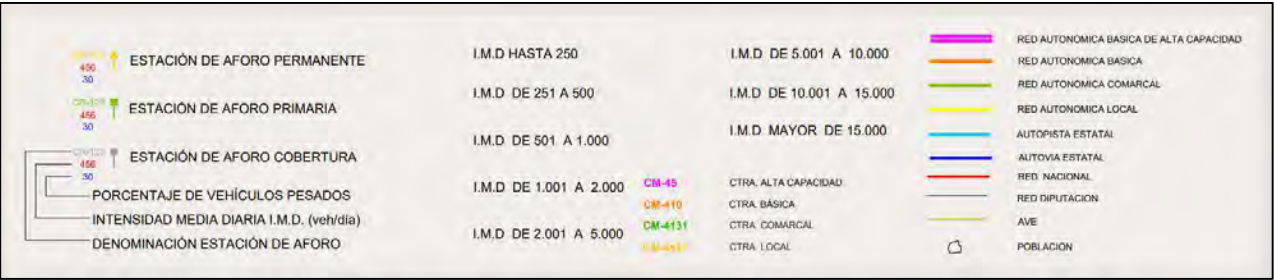 456
30
ESTACIÓN DE AFORO PERMANENTE
456
30
ESTACIÓN DE AFORO PRIMARIA
456
30
ESTACIÓN DE AFORO COBERTURA
PORCENTAJE DE VEHÍCULOS PESADOS
INTENSIDAD MEDIA DIARIA I.M.D. (veh/día)
DENOMINACIÓN ESTACIÓN DE AFORO
I.M.D HASTA 250
I.M.D DE 251 A 500
I.M.D DE 501 A 1.000
I.M.D DE 1.001 A 2.000
I.M.D DE 2.001 A 5.000
I.M.D DE 5.001 A 10.000
I.M.D DE 10.001 A 15.000
I.M.D MAYOR DE 15.000
CM-45 CTRA. ALTA CAPACIDAD
CM-410 CTRA. BÁSICA
CM-4131 CTRA. COMARCAL
CTRA. LOCAL
RED AUTONOMICA BASICA DE ALTA CAPACIDAD
RED AUTONOMICA BASICA
RED AUTONOMICA COMARCAL
RED AUTONOMICA LOCAL
AUTOPISTA ESTATAL
AUTOVIA ESTATAL
RED NACIONAL
RED DIPUTACION
AVE
POBLACION